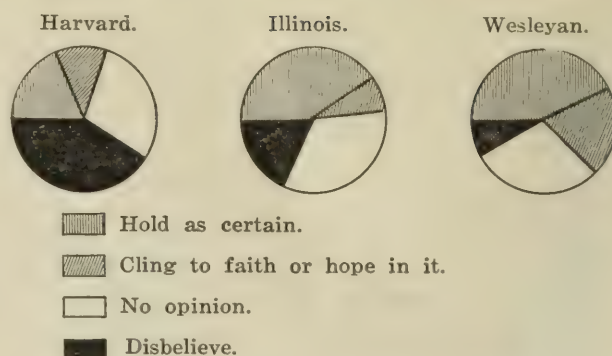 Harvard. Illinois. Wesleyan.
Hold as certain.
Cling to faith or hope in it.
No opinion.
Disbelieve.